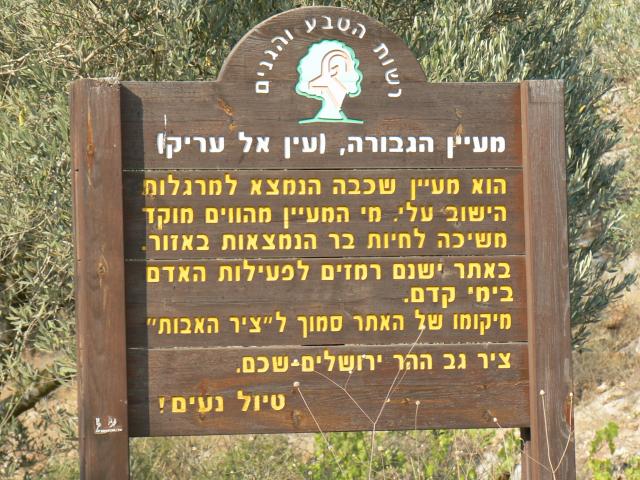 רשות הטבע והגנים
מעיין הגבורה, (עין אל עריק)
הוא מעיין שכבה הנמצא למרגלות
הישוב עלי. מי המעיין מהווים מוקד
משיכה לחיות בר הנמצאות באזור.
באתר ישנם רמזים לפעילות האדם
בימי קדם.
מיקומו של האתר סמוך ל"ציר האבות"
ציר גב ההר ירושלים-שכם.
טיול נעים!